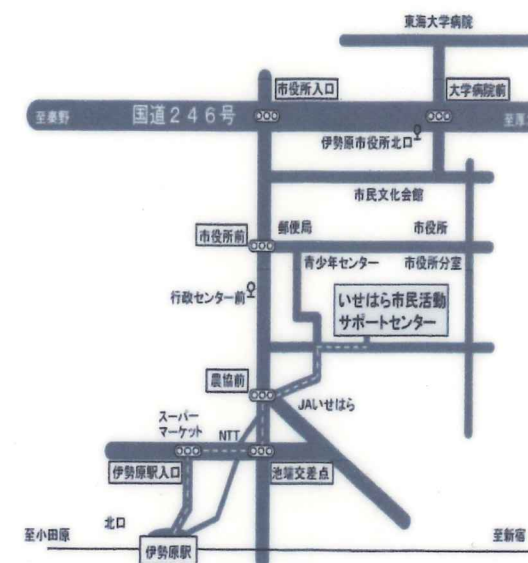 東海大学病院
市役所入口
大学病院前
至秦野
国道246号
至厚
伊勢原市役所北口
市民文化会館
郵便局
市役所
市役所前
青少年センター
市役所分室
行政センター前
いせはら市民活動
サポートセンター
農協前
JAいせはら
スーパー
マーケット
NTT
伊勢原駅入口
池端交差点
北口
至小田原
至新宿
伊勢原駅